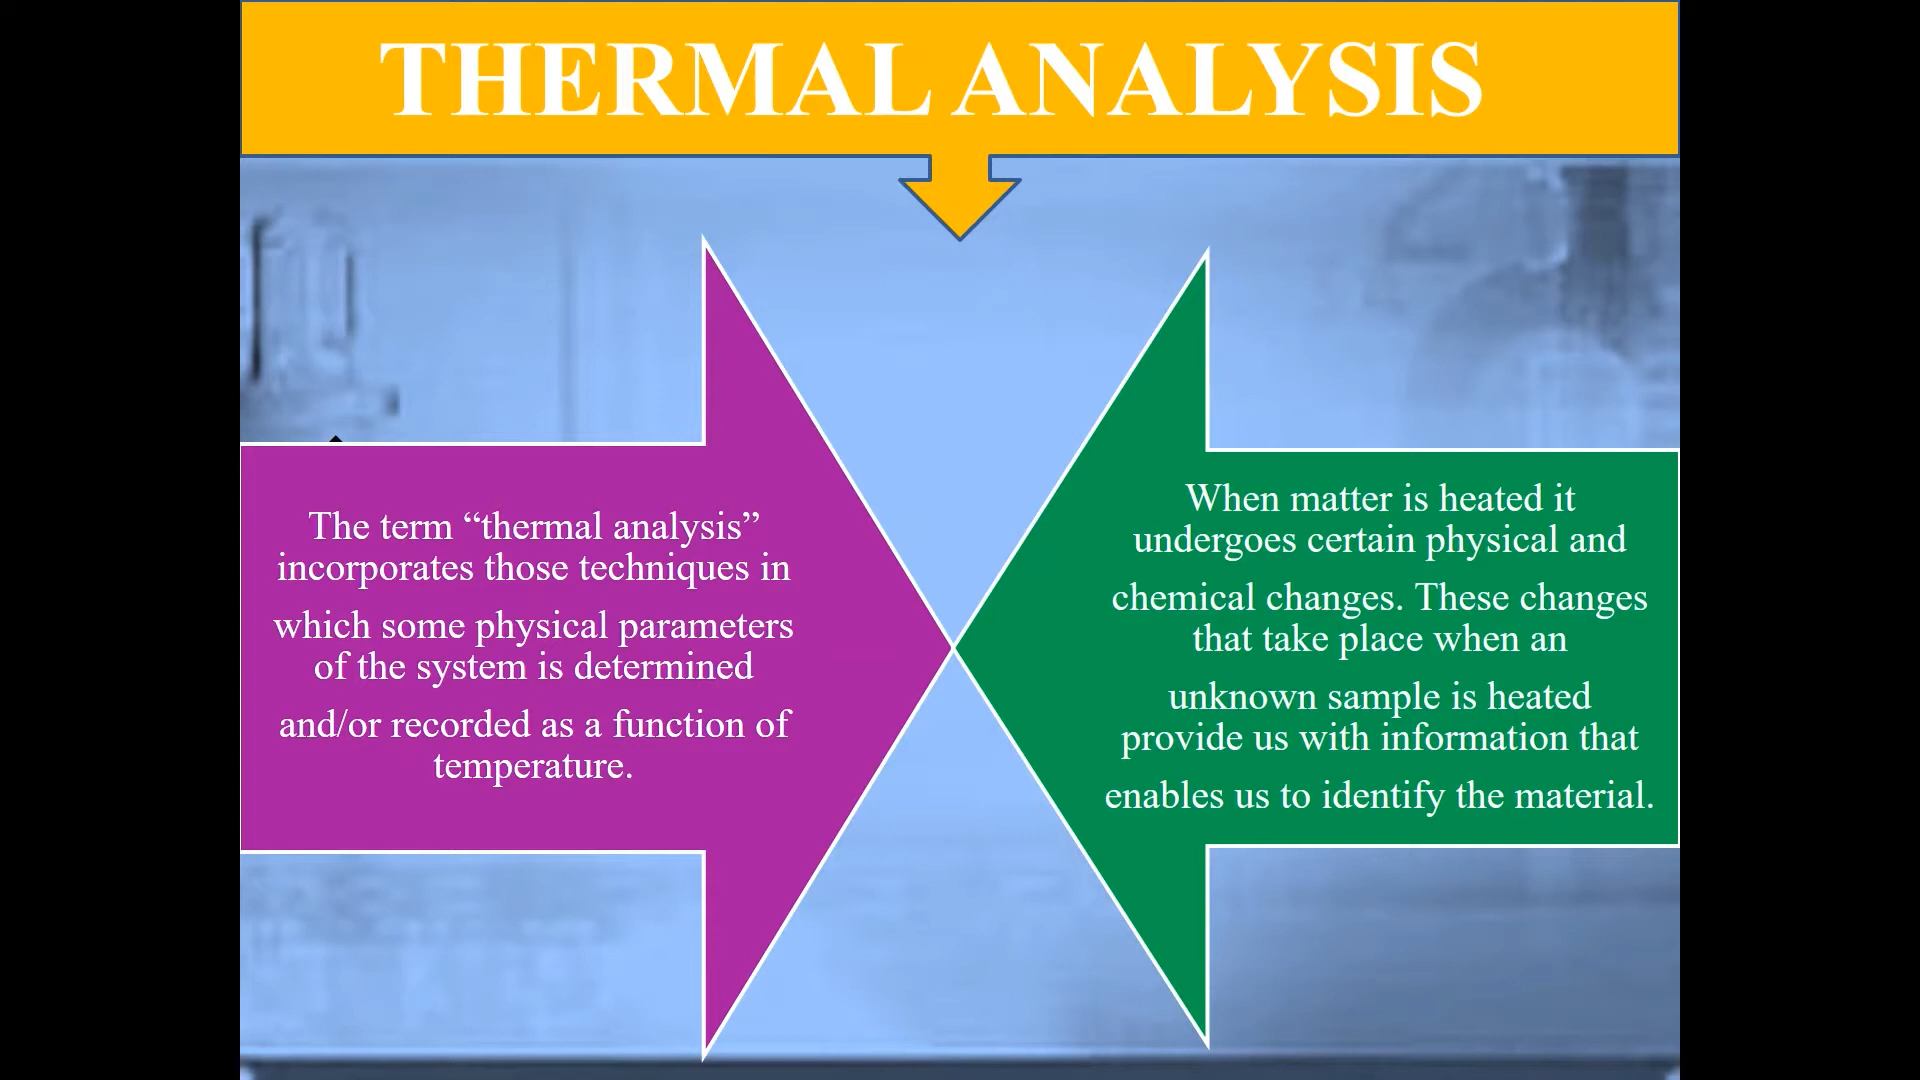 THERMAL ANALYSIS
The term “thermal analysis”
incorporates those techniques in
which some physical parameters
of the system is determined
and/or recorded as a function of
temperature.
When matter is heated it
undergoes certain physical and
chemical changes. These changes
that take place when an
unknown sample is heated
provide us with information that
enables us to identify the material.